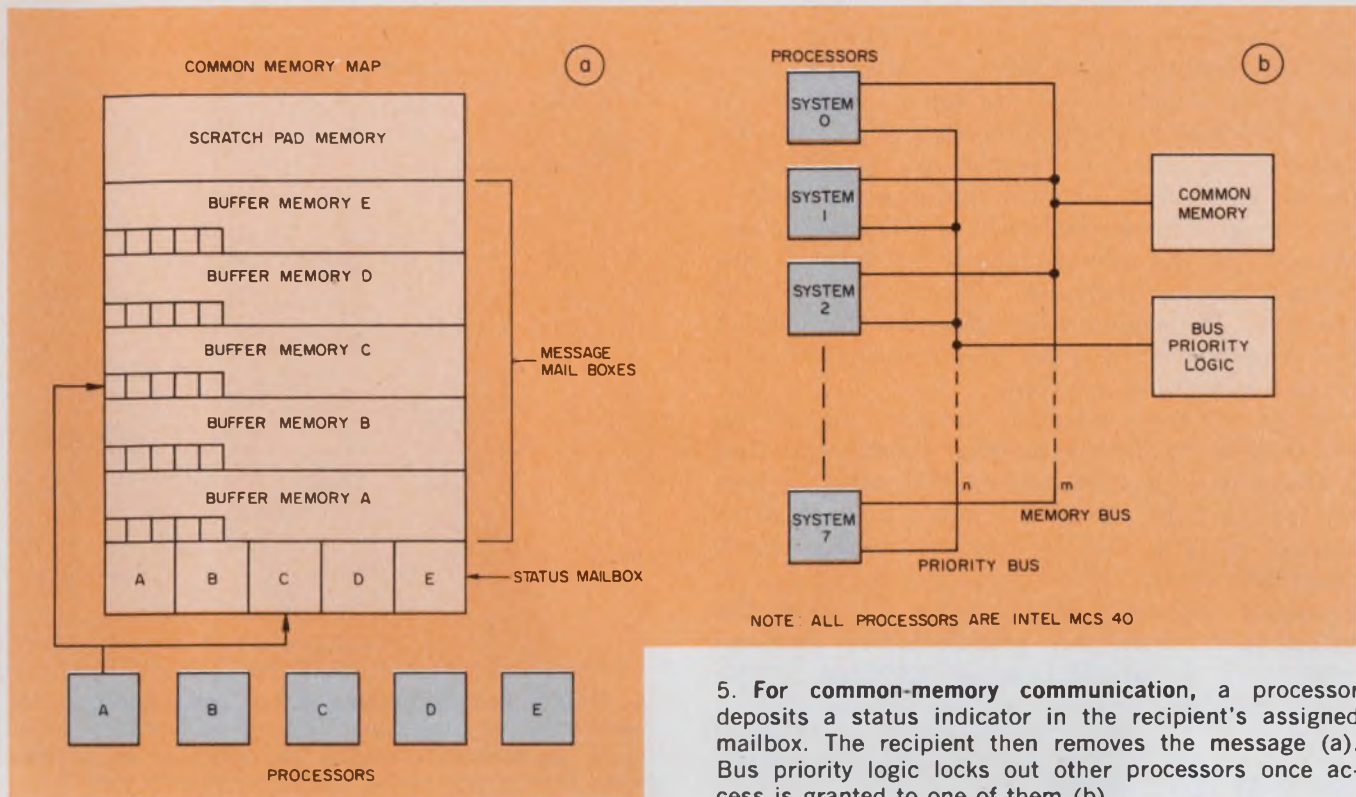 COMMON MEMORY MAP
a
SCRATCH PAD MEMORY
BUFFER MEMORY E
BUFFER MEMORY D
BUFFER MEMORY C
BUFFER MEMORY B
BUFFER MEMORY A
MESSAGE
MAIL BOXES
A B C D E
STATUS MAILBOX
A B C D E
PROCESSORS
PROCESSORS
b
SYSTEM
0
SYSTEM
1
SYSTEM
2
SYSTEM
7
COMMON
MEMORY
BUS
PRIORITY
LOGIC
n m
MEMORY BUS
PRIORITY BUS
NOTE: ALL PROCESSORS ARE INTEL MCS 40
5. For common-memory communication, a processor
deposits a status indicator in the recipient's assigned
mailbox. The recipient then removes the message (a).
Bus priority logic locks out other processors once ac-
cess is granted to one of them (b).